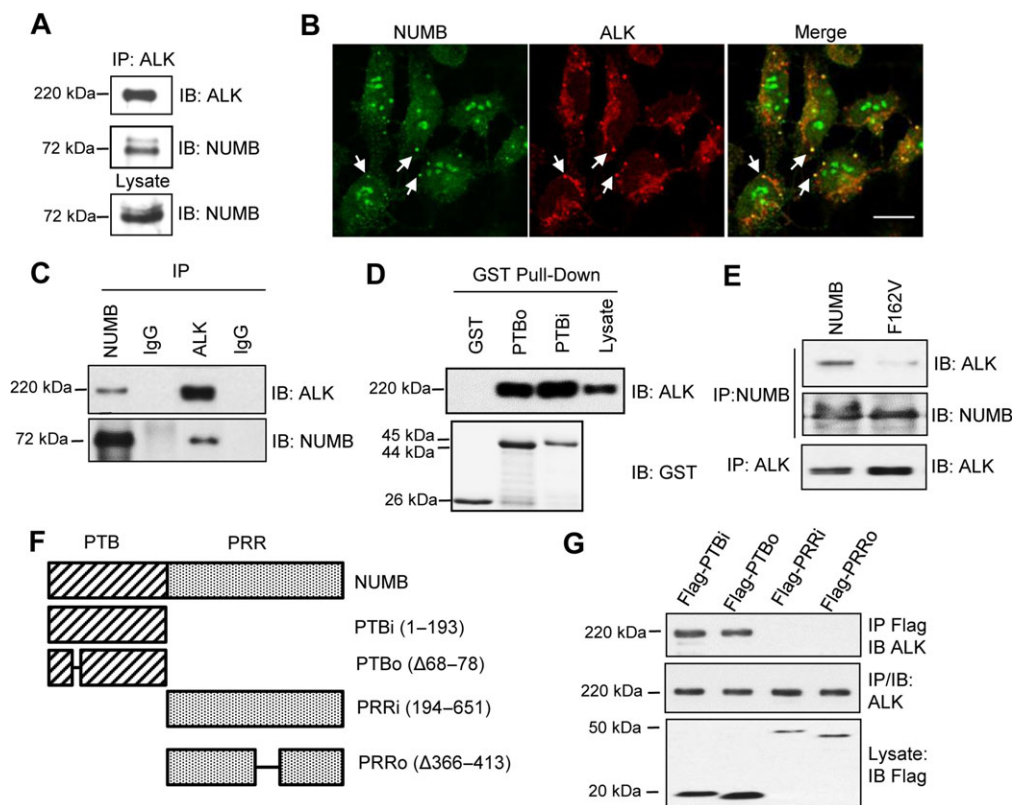 A
IP: ALK
220 kDa
IB: ALK
72 kDa
IB: NUMB
Lysate
72 kDa
IB: NUMB
B
NUMB
ALK
Merge
C
IP
NUMB
IgG
ALK
IgG
220 kDa
IB: ALK
72 kDa
IB: NUMB
D
GST Pull-Down
GST
PTBo
PTBi
Lysate
220 kDa
IB: ALK
45 kDa
44 kDa
26 kDa
IB: GST
E
NUMB
F162V
IP:NUMB
IB: ALK
IB: NUMB
IP: ALK
IB: ALK
F
PTB
PRR
NUMB
PTBi (1–193)
PTBo (Δ68–78)
PRRi (194–651)
PRRo (Δ366–413)
G
Flag-PTBi
Flag-PTBo
Flag-PRRi
Flag-PRRo
220 kDa
IP Flag
IB ALK
220 kDa
IP/IB:
ALK
50 kDa
20 kDa
Lysate:
IB Flag